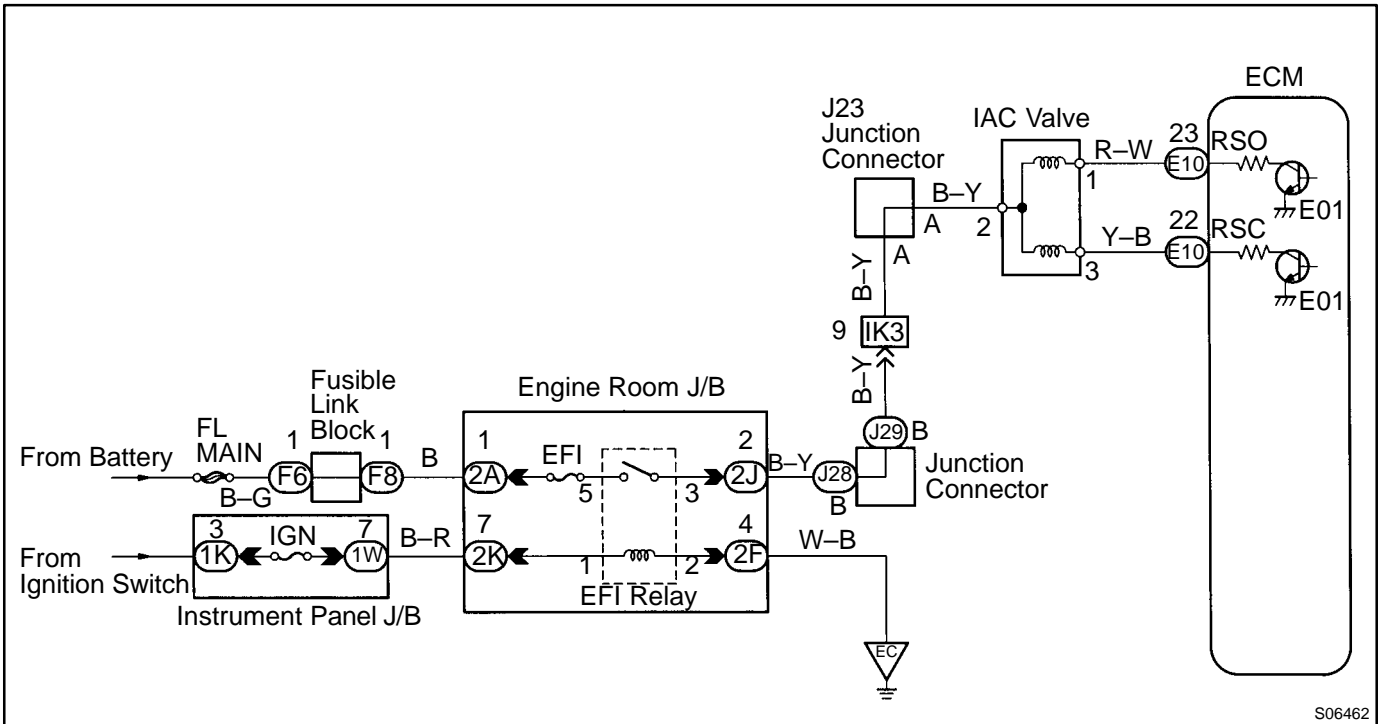 ECM
J23
Junction
Connector
IAC Valve
R–W
23
E10
RSO
1
E01
B–Y
A
2
A
Y–B
22
E10
RSC
3
E01
B–Y
9
IK3
B–Y
Fusible
Link
Block
Engine Room J/B
FL
MAIN
From Battery
1
F6
1
F8
B–G
B
1
2A
EFI
5
3
2
2J
B–Y
J28
B
J29
B
Junction
Connector
From
Ignition Switch
3
1K
IGN
7
1W
B–R
7
2K
1
2
4
2F
W–B
EFI Relay
Instrument Panel J/B
EC
S06462